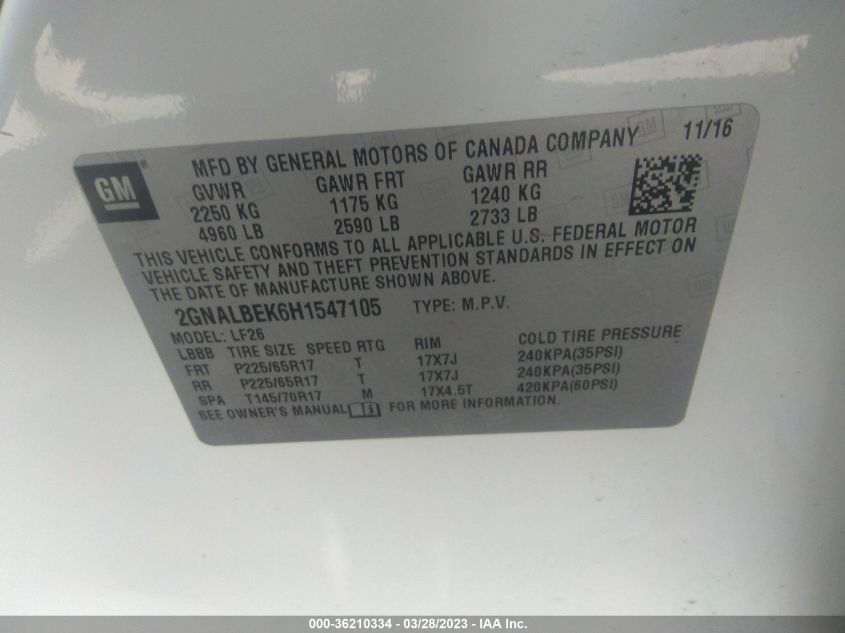 GM ®
MFD BY GENERAL MOTORS OF CANADA COMPANY 11/16
GVWR GAWR FRT GAWR RR
2250 KG 1175 KG 1240 KG
4960 LB 2590 LB 2733 LB
THIS VEHICLE CONFORMS TO ALL APPLICABLE U.S. FEDERAL MOTOR
VEHICLE SAFETY AND THEFT PREVENTION STANDARDS IN EFFECT ON
THE DATE OF MANUFACTURE SHOWN ABOVE.
2GNALBEK6H1547105 TYPE: M.P.V.
MODEL: LF26
LBBB TIRE SIZE SPEED RTG RIM COLD TIRE PRESSURE
FRT P225/65R17 T 17X7J 240KPA(35PSI)
RR P225/65R17 T 17X7J 240KPA(35PSI)
SPA T145/70R17 M 17X4.5T 420KPA(60PSI)
SEE OWNER'S MANUAL FOR MORE INFORMATION.
000-36210334 / 03/28/2023 - IAA Inc.